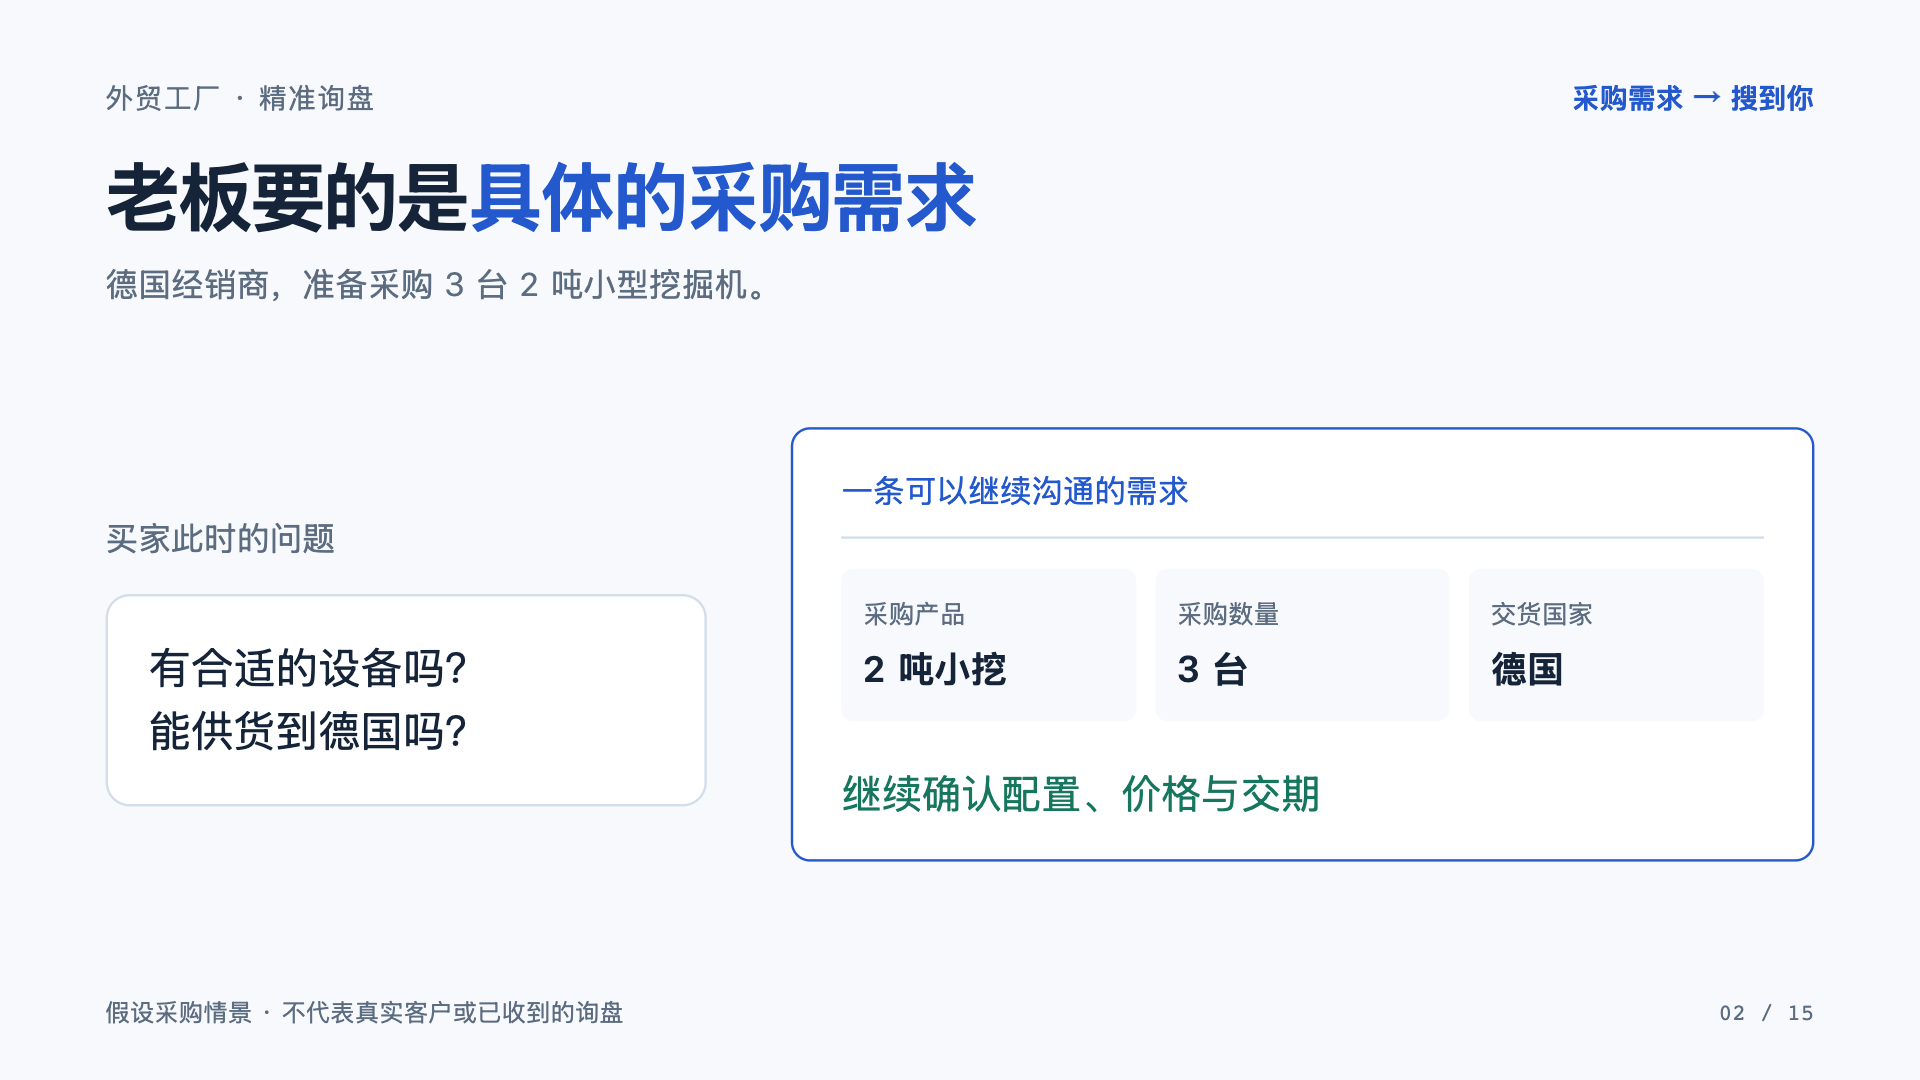 外贸工厂 · 精准询盘
采购需求 → 搜到你
老板要的是具体的采购需求
德国经销商，准备采购 3 台 2 吨小型挖掘机。
买家此时的问题
有合适的设备吗?
能供货到德国吗?
一条可以继续沟通的需求
采购产品
2 吨小挖
采购数量
3 台
交货国家
德国
继续确认配置、价格与交期
假设采购情景 · 不代表真实客户或已收到的询盘
02 / 15